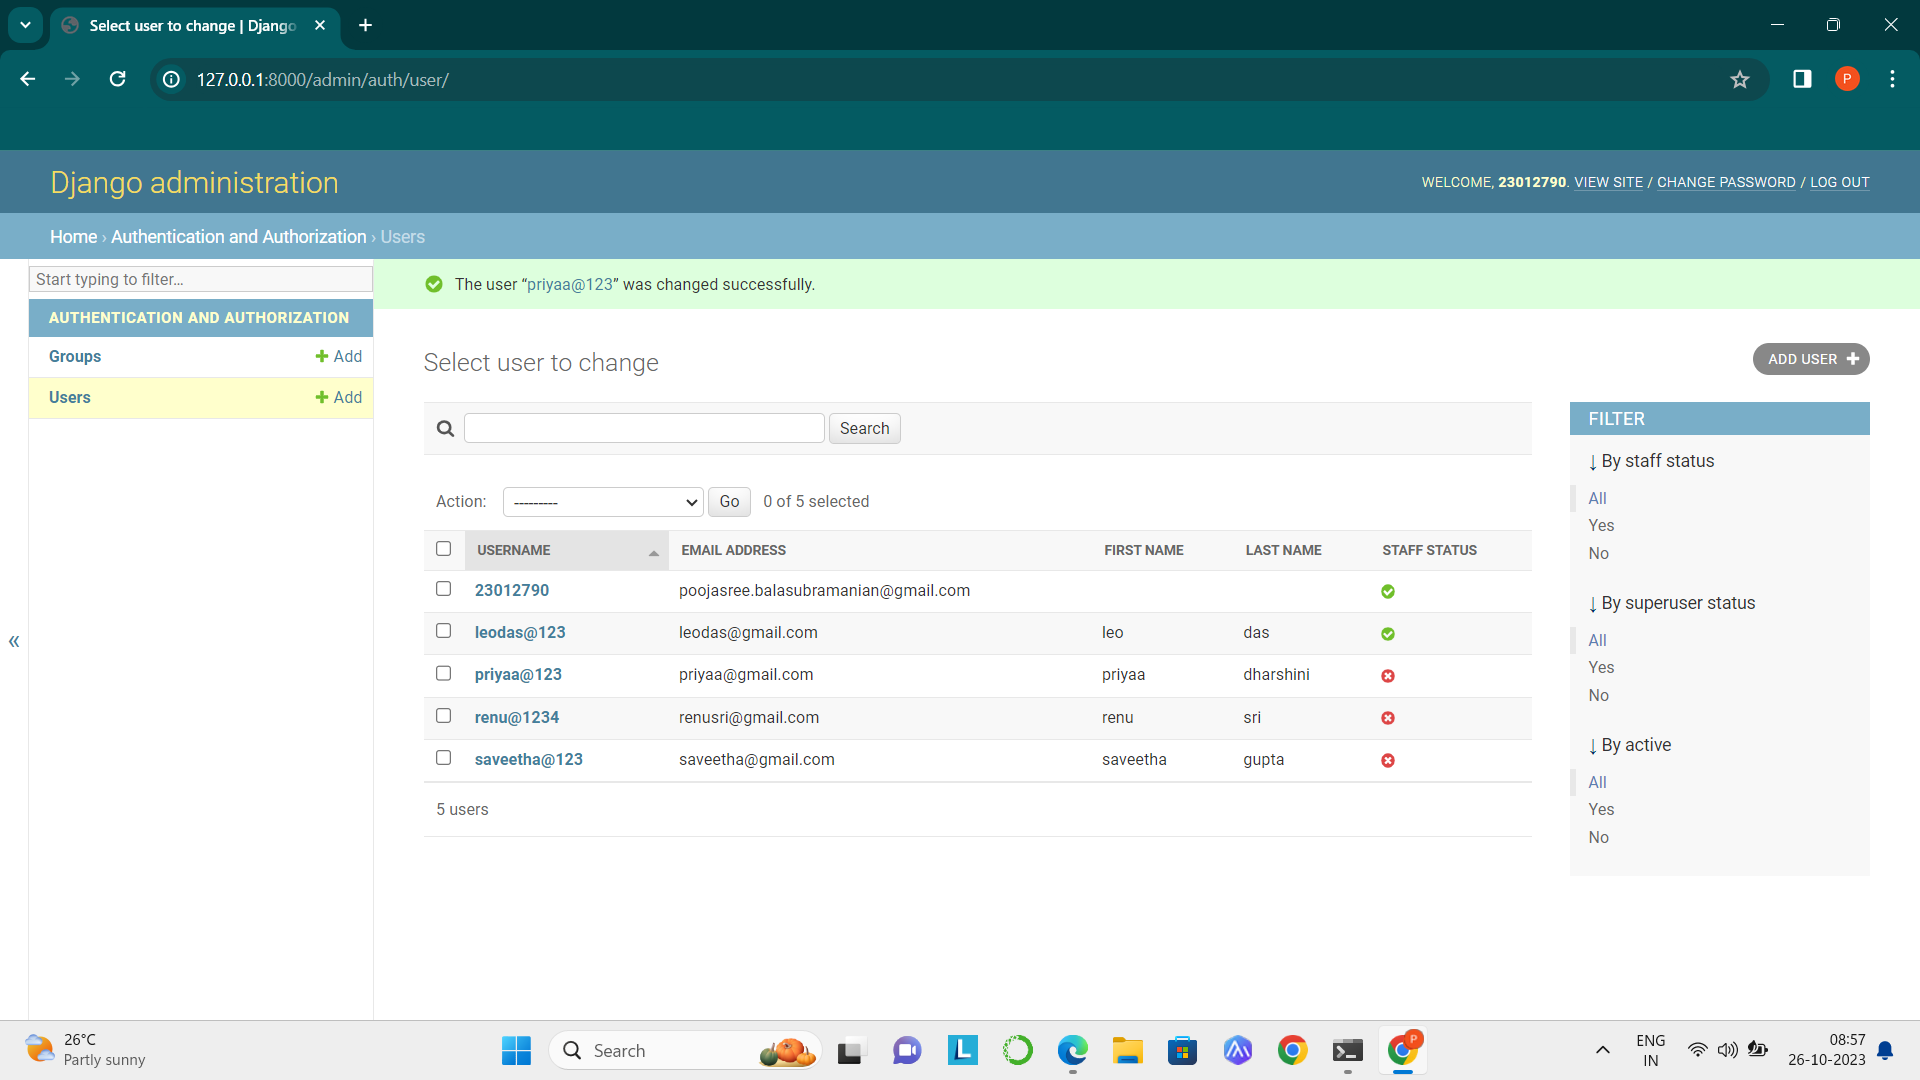 Select user to change | Django
127.0.0.1:8000/admin/auth/user/
P
Django administration
WELCOME, 23012790. VIEW SITE / CHANGE PASSWORD / LOG OUT
Home › Authentication and Authorization › Users
Start typing to filter...
AUTHENTICATION AND AUTHORIZATION
Groups Add
Users Add
«
The user “priyaa@123” was changed successfully.
Select user to change
ADD USER
Search
Action: --------- Go 0 of 5 selected
USERNAME EMAIL ADDRESS FIRST NAME LAST NAME STAFF STATUS
23012790 poojasree.balasubramanian@gmail.com
leodas@123 leodas@gmail.com leo das
priyaa@123 priyaa@gmail.com priyaa dharshini
renu@1234 renusri@gmail.com renu sri
saveetha@123 saveetha@gmail.com saveetha gupta
5 users
FILTER
↓ By staff status
All
Yes
No
↓ By superuser status
All
Yes
No
↓ By active
All
Yes
No
26°C
Partly sunny
Search
L
P
ENG
IN
08:57
26-10-2023